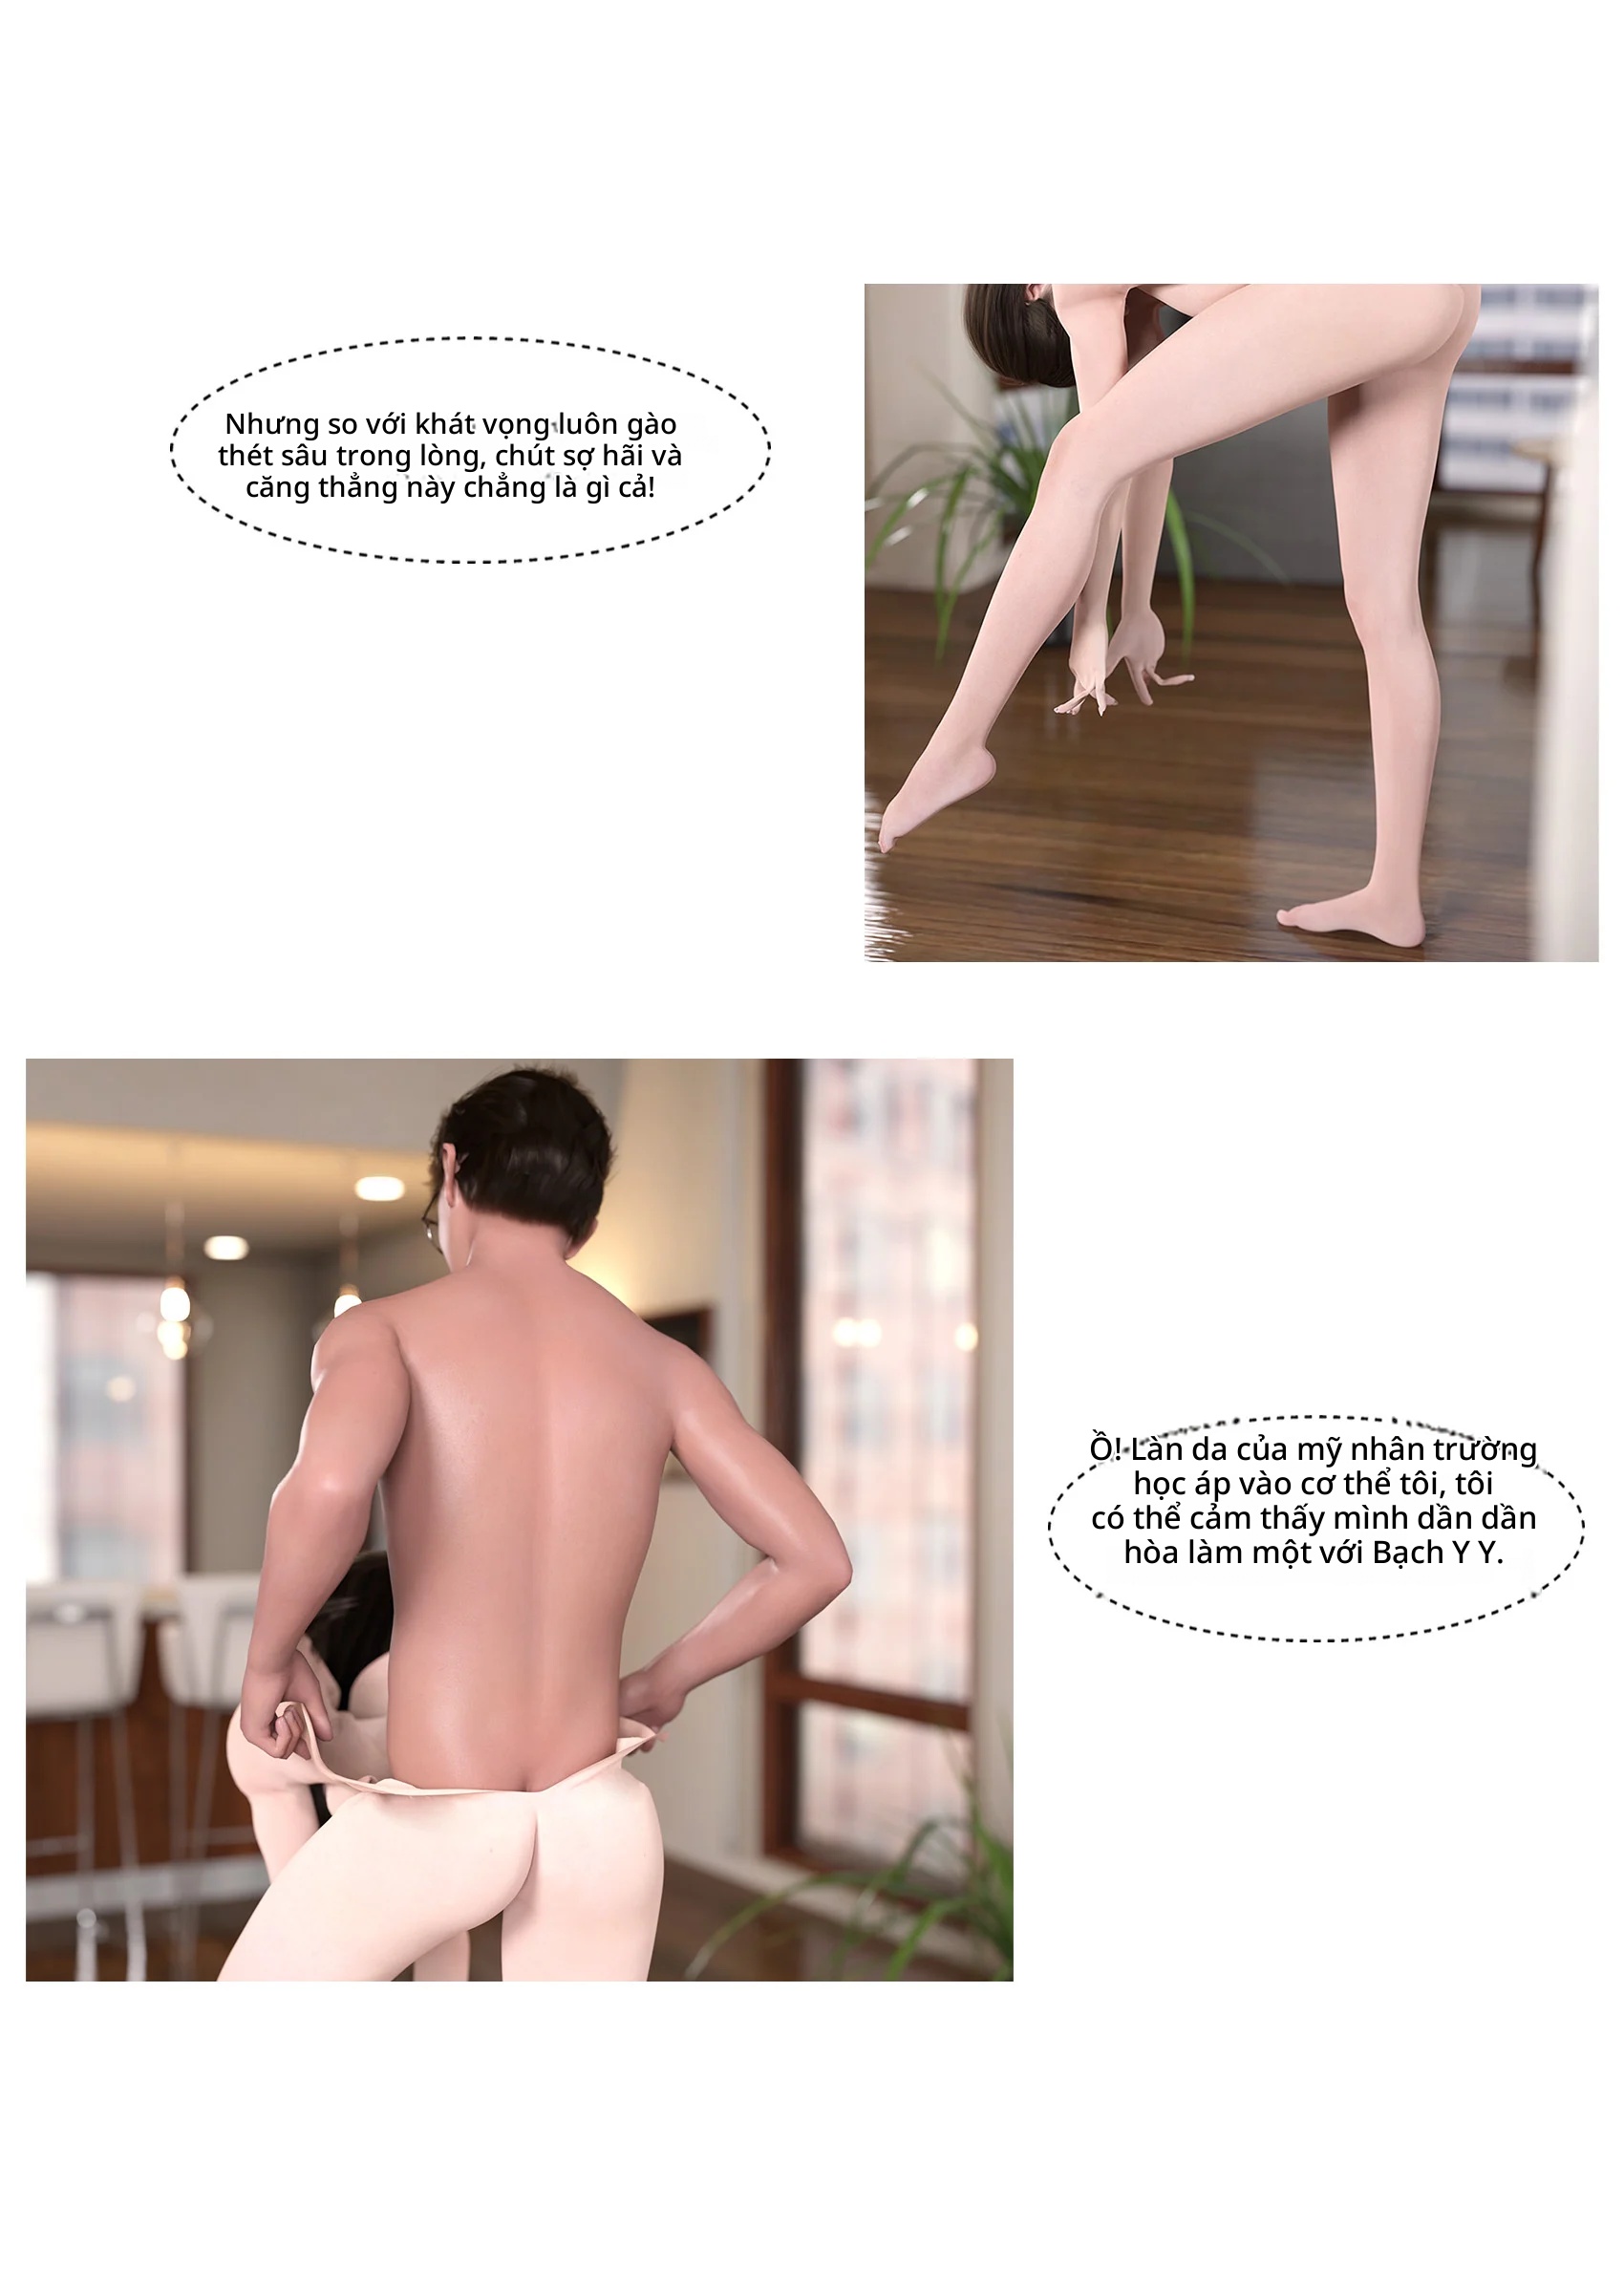 Nhưng so với khát vọng luôn gào
thét sâu trong lòng, chút sợ hãi và
căng thẳng này chẳng là gì cả!
Ồ! Làn da của mỹ nhân trường
học áp vào cơ thể tôi, tôi
có thể cảm thấy mình dần dần
hòa làm một với Bạch Y Y.